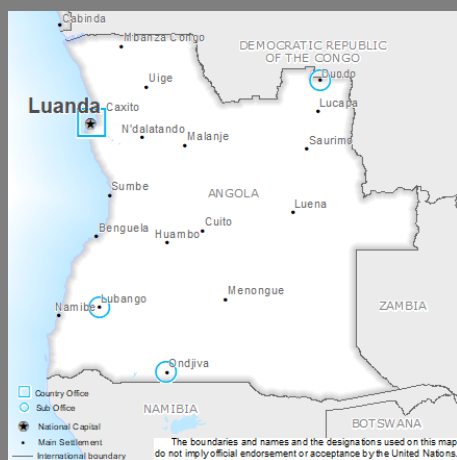 Cabinda
Mbanza Congo
DEMOCRATIC REPUBLIC
OF THE CONGO
Dundo
Uige
Luanda
Caxito
Lucapa
N'dalatando
Malanje
Saurimo
Sumbe
ANGOLA
Luena
Benguela
Cuito
Huambo
Menongue
Lubango
Namibe
ZAMBIA
Ondjiva
Country Office
Sub Office
National Capital
Main Settlement
International boundary
NAMIBIA
BOTSWANA
The boundaries and names and the designations used on this map
do not imply official endorsement or acceptance by the United Nations.